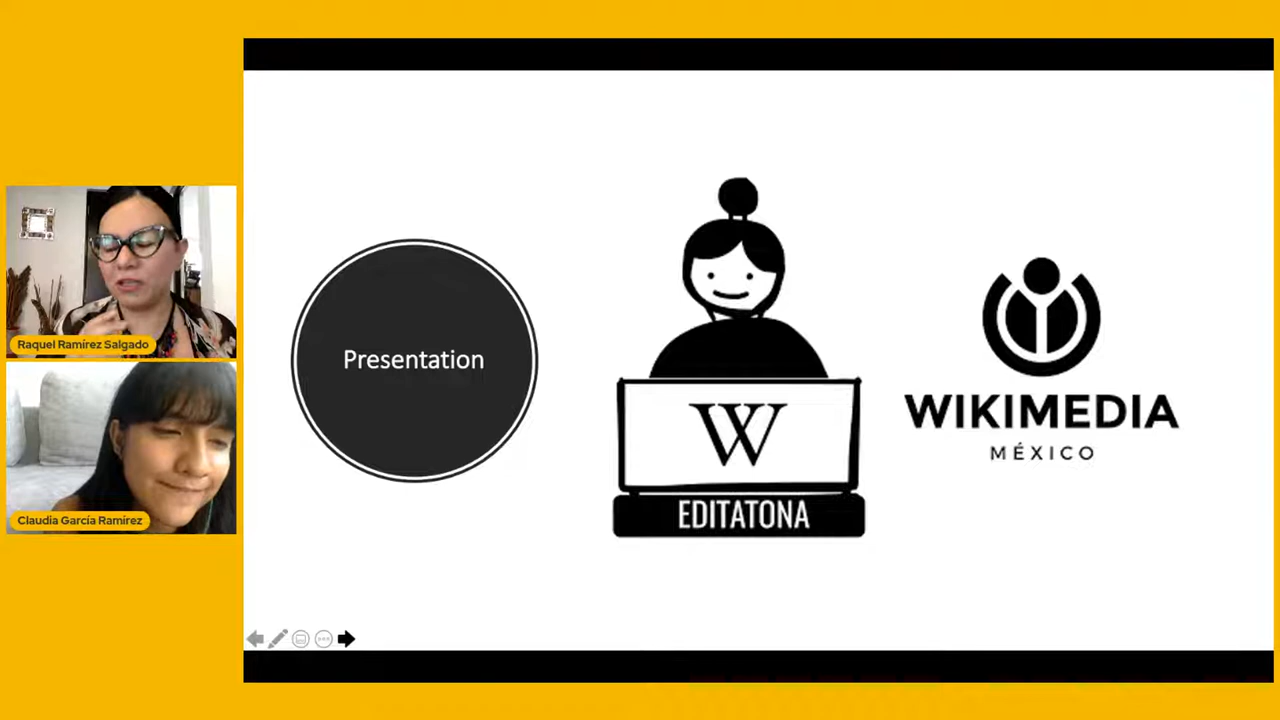 Raquel Ramírez Salgado
Claudia García Ramírez
Presentation
W
EDITATONA
WIKIMEDIA
MÉXICO